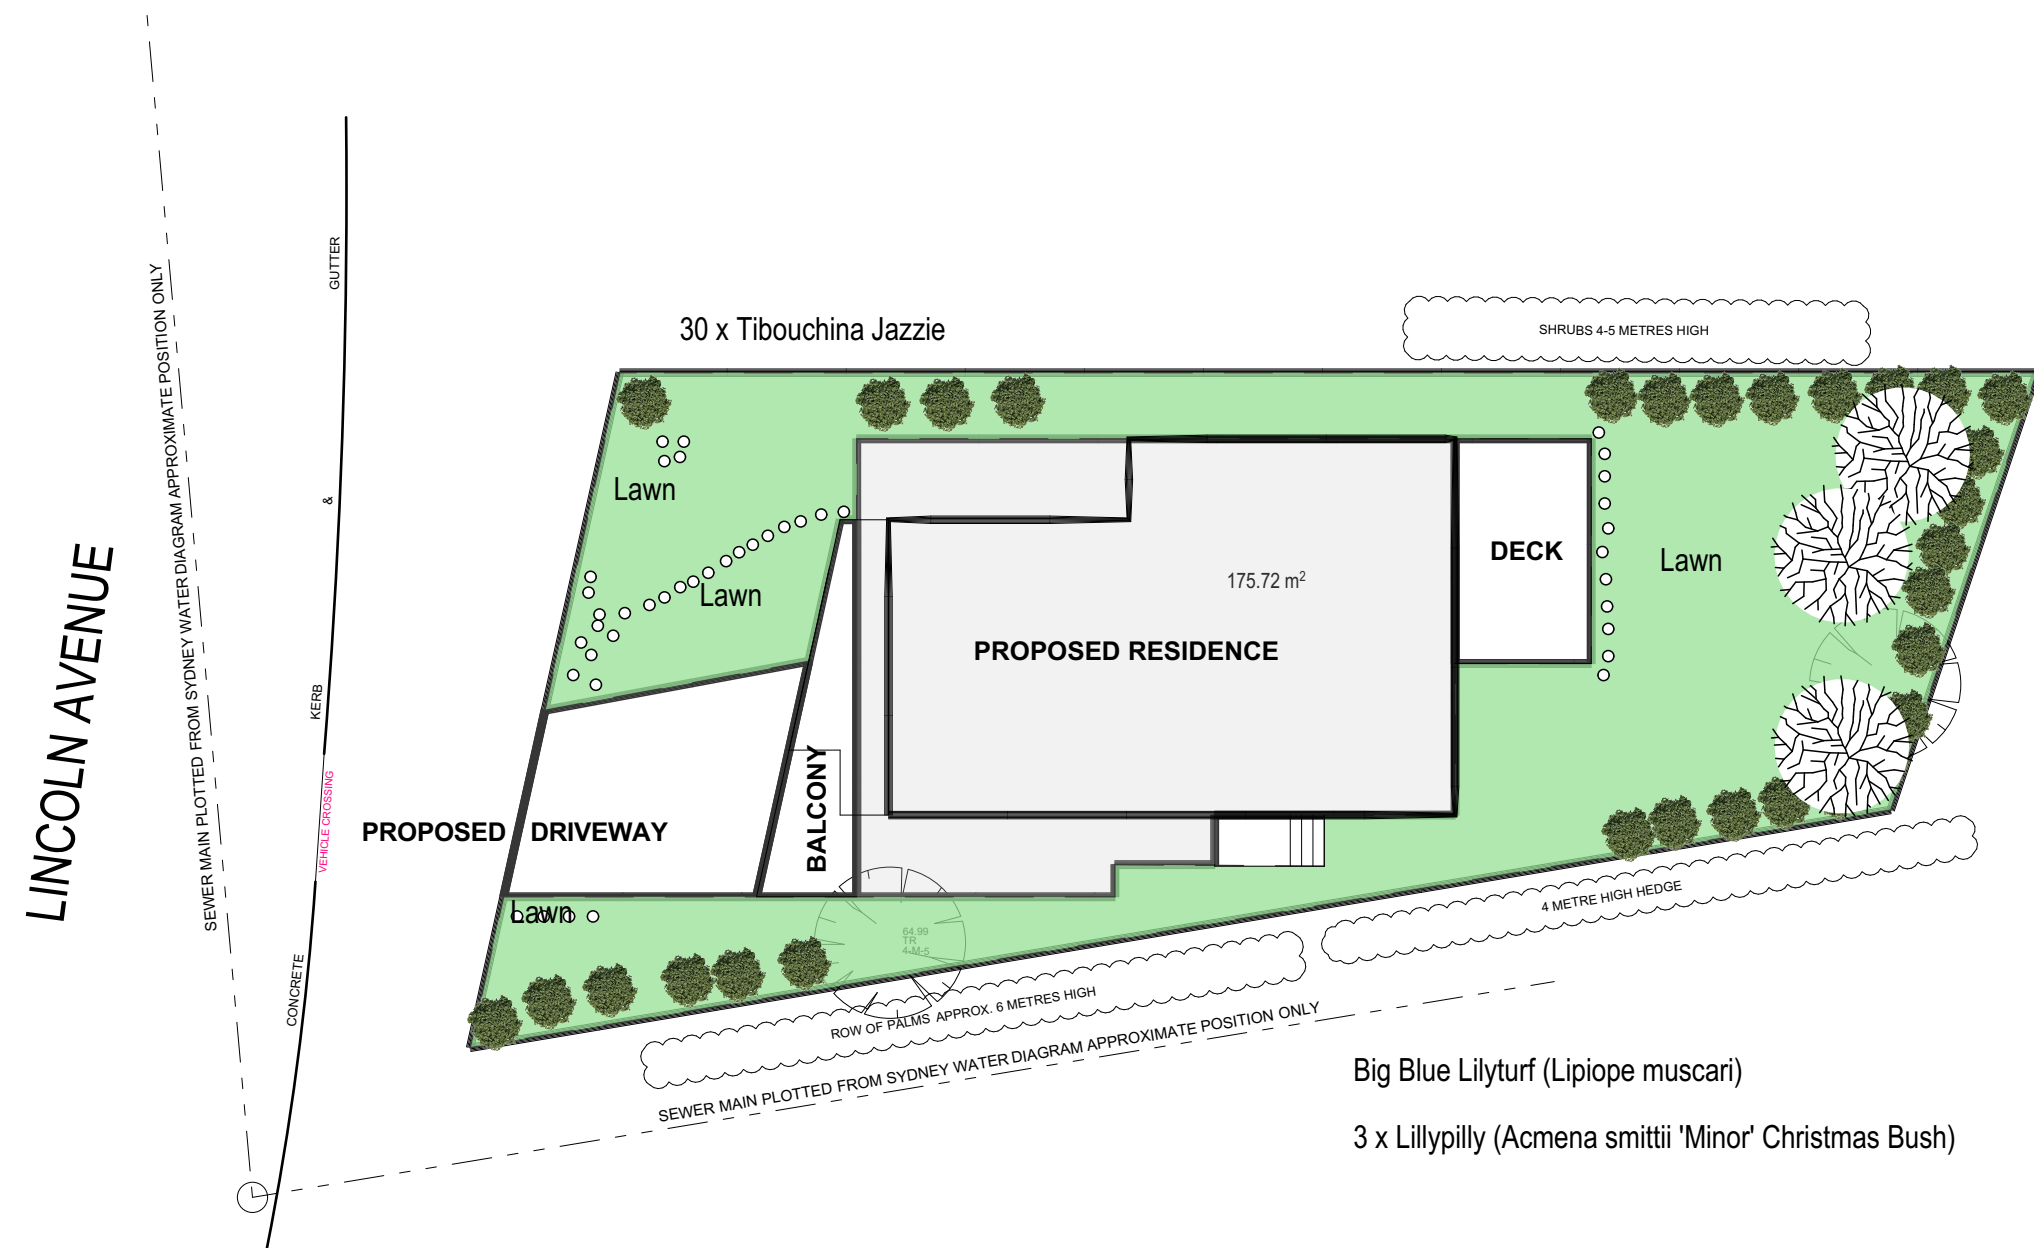 GUTTER
SEWER MAIN PLOTTED FROM SYDNEY WATER DIAGRAM APPROXIMATE POSITION ONLY
30 x Tibouchina Jazzie
SHRUBS 4-5 METRES HIGH
&
Lawn
LINCOLN AVENUE
DECK
Lawn
175.72 m²
Lawn
PROPOSED RESIDENCE
KERB
VEHICLE CROSSING
PROPOSED DRIVEWAY
BALCONY
Lawn
64.99
TR
4-M-5
4 METRE HIGH HEDGE
CONCRETE
ROW OF PALMS APPROX. 6 METRES HIGH
SEWER MAIN PLOTTED FROM SYDNEY WATER DIAGRAM APPROXIMATE POSITION ONLY
Big Blue Lilyturf (Lipiope muscari)
3 x Lillypilly (Acmena smittii 'Minor' Christmas Bush)